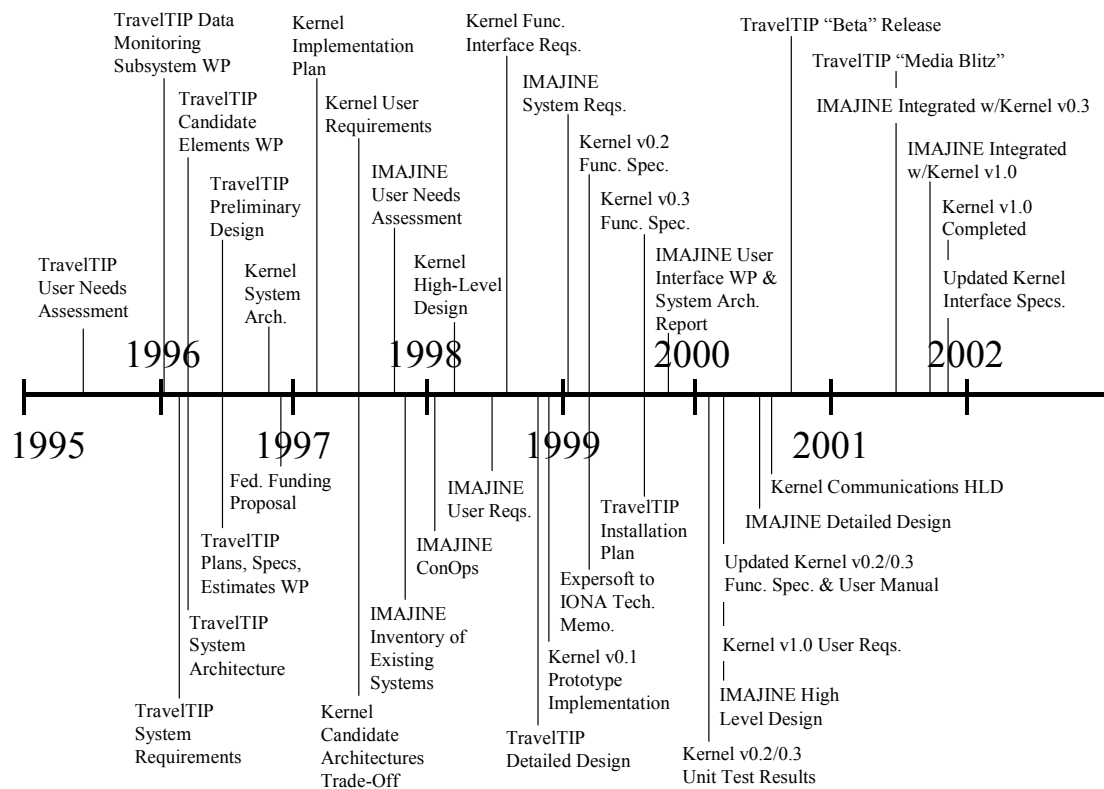 TravelTIP Data
Monitoring
Subsystem WP
Kernel
Implementation
Plan
Kernel Func.
Interface Reqs.
TravelTIP “Beta” Release
TravelTIP “Media Blitz”
TravelTIP
Candidate
Elements WP
Kernel User
Requirements
IMAJINE
System Reqs.
IMAJINE Integrated w/Kernel v0.3
Kernel v0.2
Func. Spec.
IMAJINE Integrated
w/Kernel v1.0
TravelTIP
Preliminary
Design
IMAJINE
User Needs
Assessment
Kernel v0.3
Func. Spec.
Kernel v1.0
Completed
TravelTIP
User Needs
Assessment
Kernel
System
Arch.
Kernel
High-Level
Design
IMAJINE User
Interface WP &
System Arch.
Report
Updated Kernel
Interface Specs.
1996
1998
2000
2002
1995
1997
1999
2001
Fed. Funding
Proposal
IMAJINE
User Reqs.
TravelTIP
Installation
Plan
Kernel Communications HLD
IMAJINE Detailed Design
TravelTIP
Plans, Specs,
Estimates WP
IMAJINE
ConOps
Expersoft to
IONA Tech.
Memo.
Updated Kernel v0.2/0.3
Func. Spec. & User Manual
TravelTIP
System
Architecture
IMAJINE
Inventory of
Existing
Systems
Kernel v0.1
Prototype
Implementation
Kernel v1.0 User Reqs.
IMAJINE High
Level Design
TravelTIP
System
Requirements
Kernel
Candidate
Architectures
Trade-Off
TravelTIP
Detailed Design
Kernel v0.2/0.3
Unit Test Results